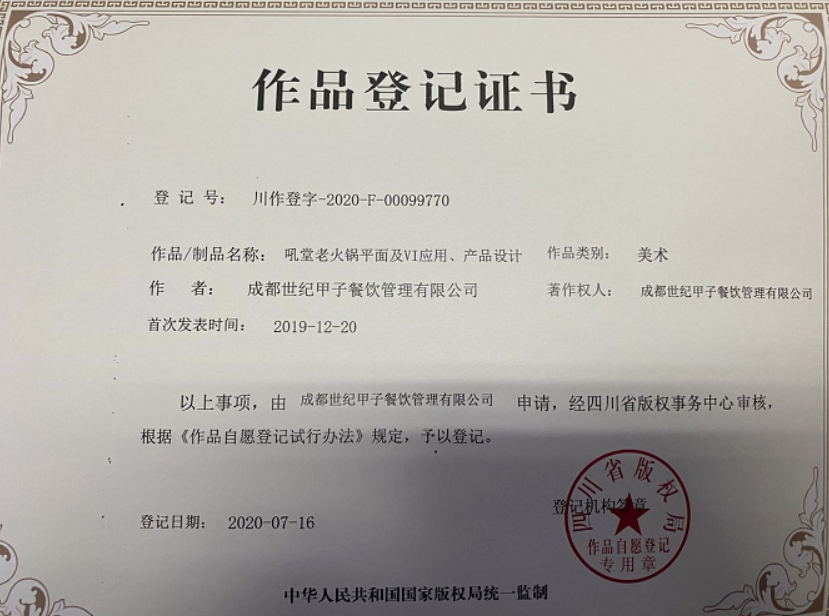 作品登记证书
登 记 号： 川作登字-2020-F-00099770
作品/制品名称： 吼堂老火锅平面及VI应用、产品设计 作品类别： 美术
作 者： 成都世纪甲子餐饮管理有限公司 著作权人： 成都世纪甲子餐饮管理有限公司
首次发表时间： 2019-12-20
以上事项，由 成都世纪甲子餐饮管理有限公司 申请，经四川省版权事务中心审核，
根据《作品自愿登记试行办法》规定，予以登记。
登记日期： 2020-07-16
登记机构签章
四川省版权局
作品自愿登记
专用章
中华人民共和国国家版权局统一监制